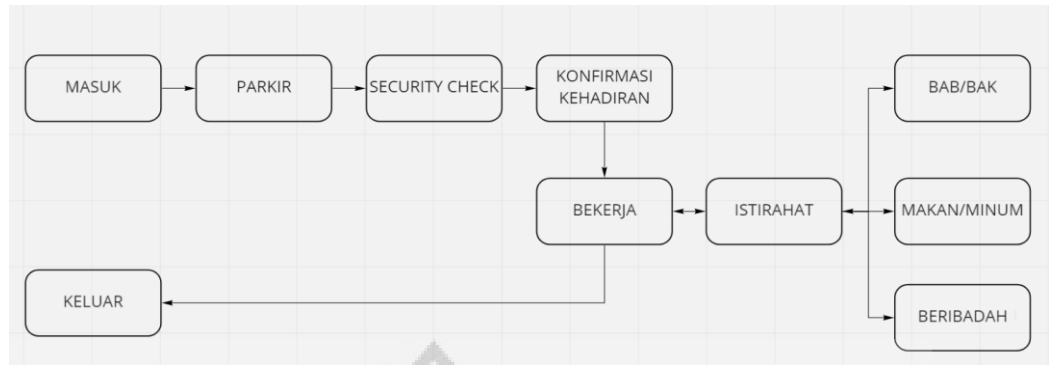 MASUK
PARKIR
SECURITY CHECK
KONFIRMASI
KEHADIRAN
BAB/BAK
BEKERJA
ISTIRAHAT
MAKAN/MINUM
KELUAR
BERIBADAH